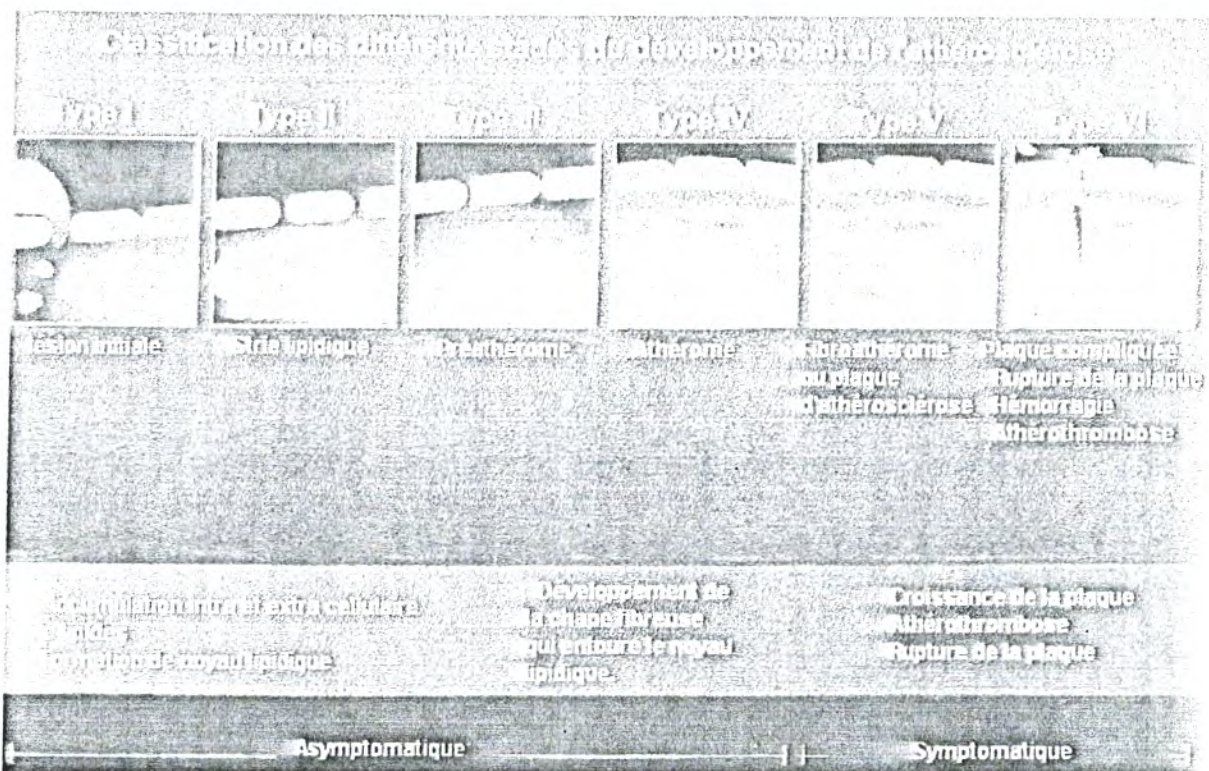 Classification des différents stades du développement de l'athérosclérose
Type I
Type II
Type III
Type IV
Type V
Type VI
Lésion initiale
Strie lipidique
Préathérome
Athérome
Fibroathérome
ou plaque
d'athérosclérose
Plaque compliquée
Rupture de la plaque
Hémorragie
Athérothrombose
Accumulation intra et extra cellulaire
lipides
Formation de noyau lipidique
Développement de
la chape fibreuse
qui entoure le noyau
lipidique
Croissance de la plaque
Athérothrombose
Rupture de la plaque
Asymptomatique
Symptomatique